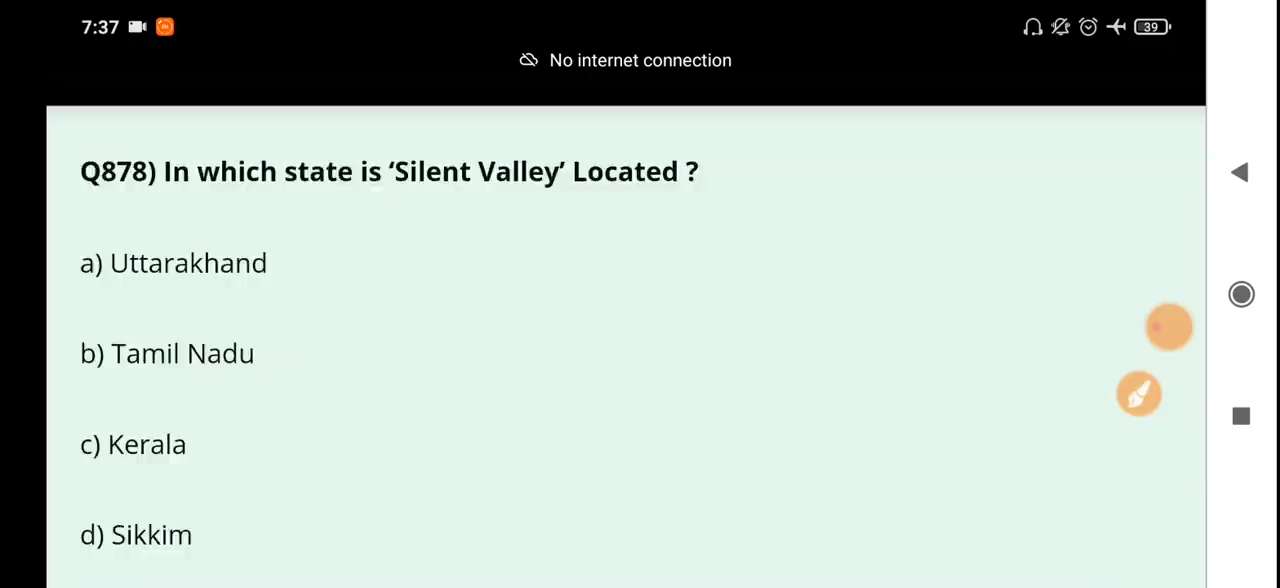 7:37
39
No internet connection
Q878) In which state is ‘Silent Valley’ Located ?
a) Uttarakhand
b) Tamil Nadu
c) Kerala
d) Sikkim